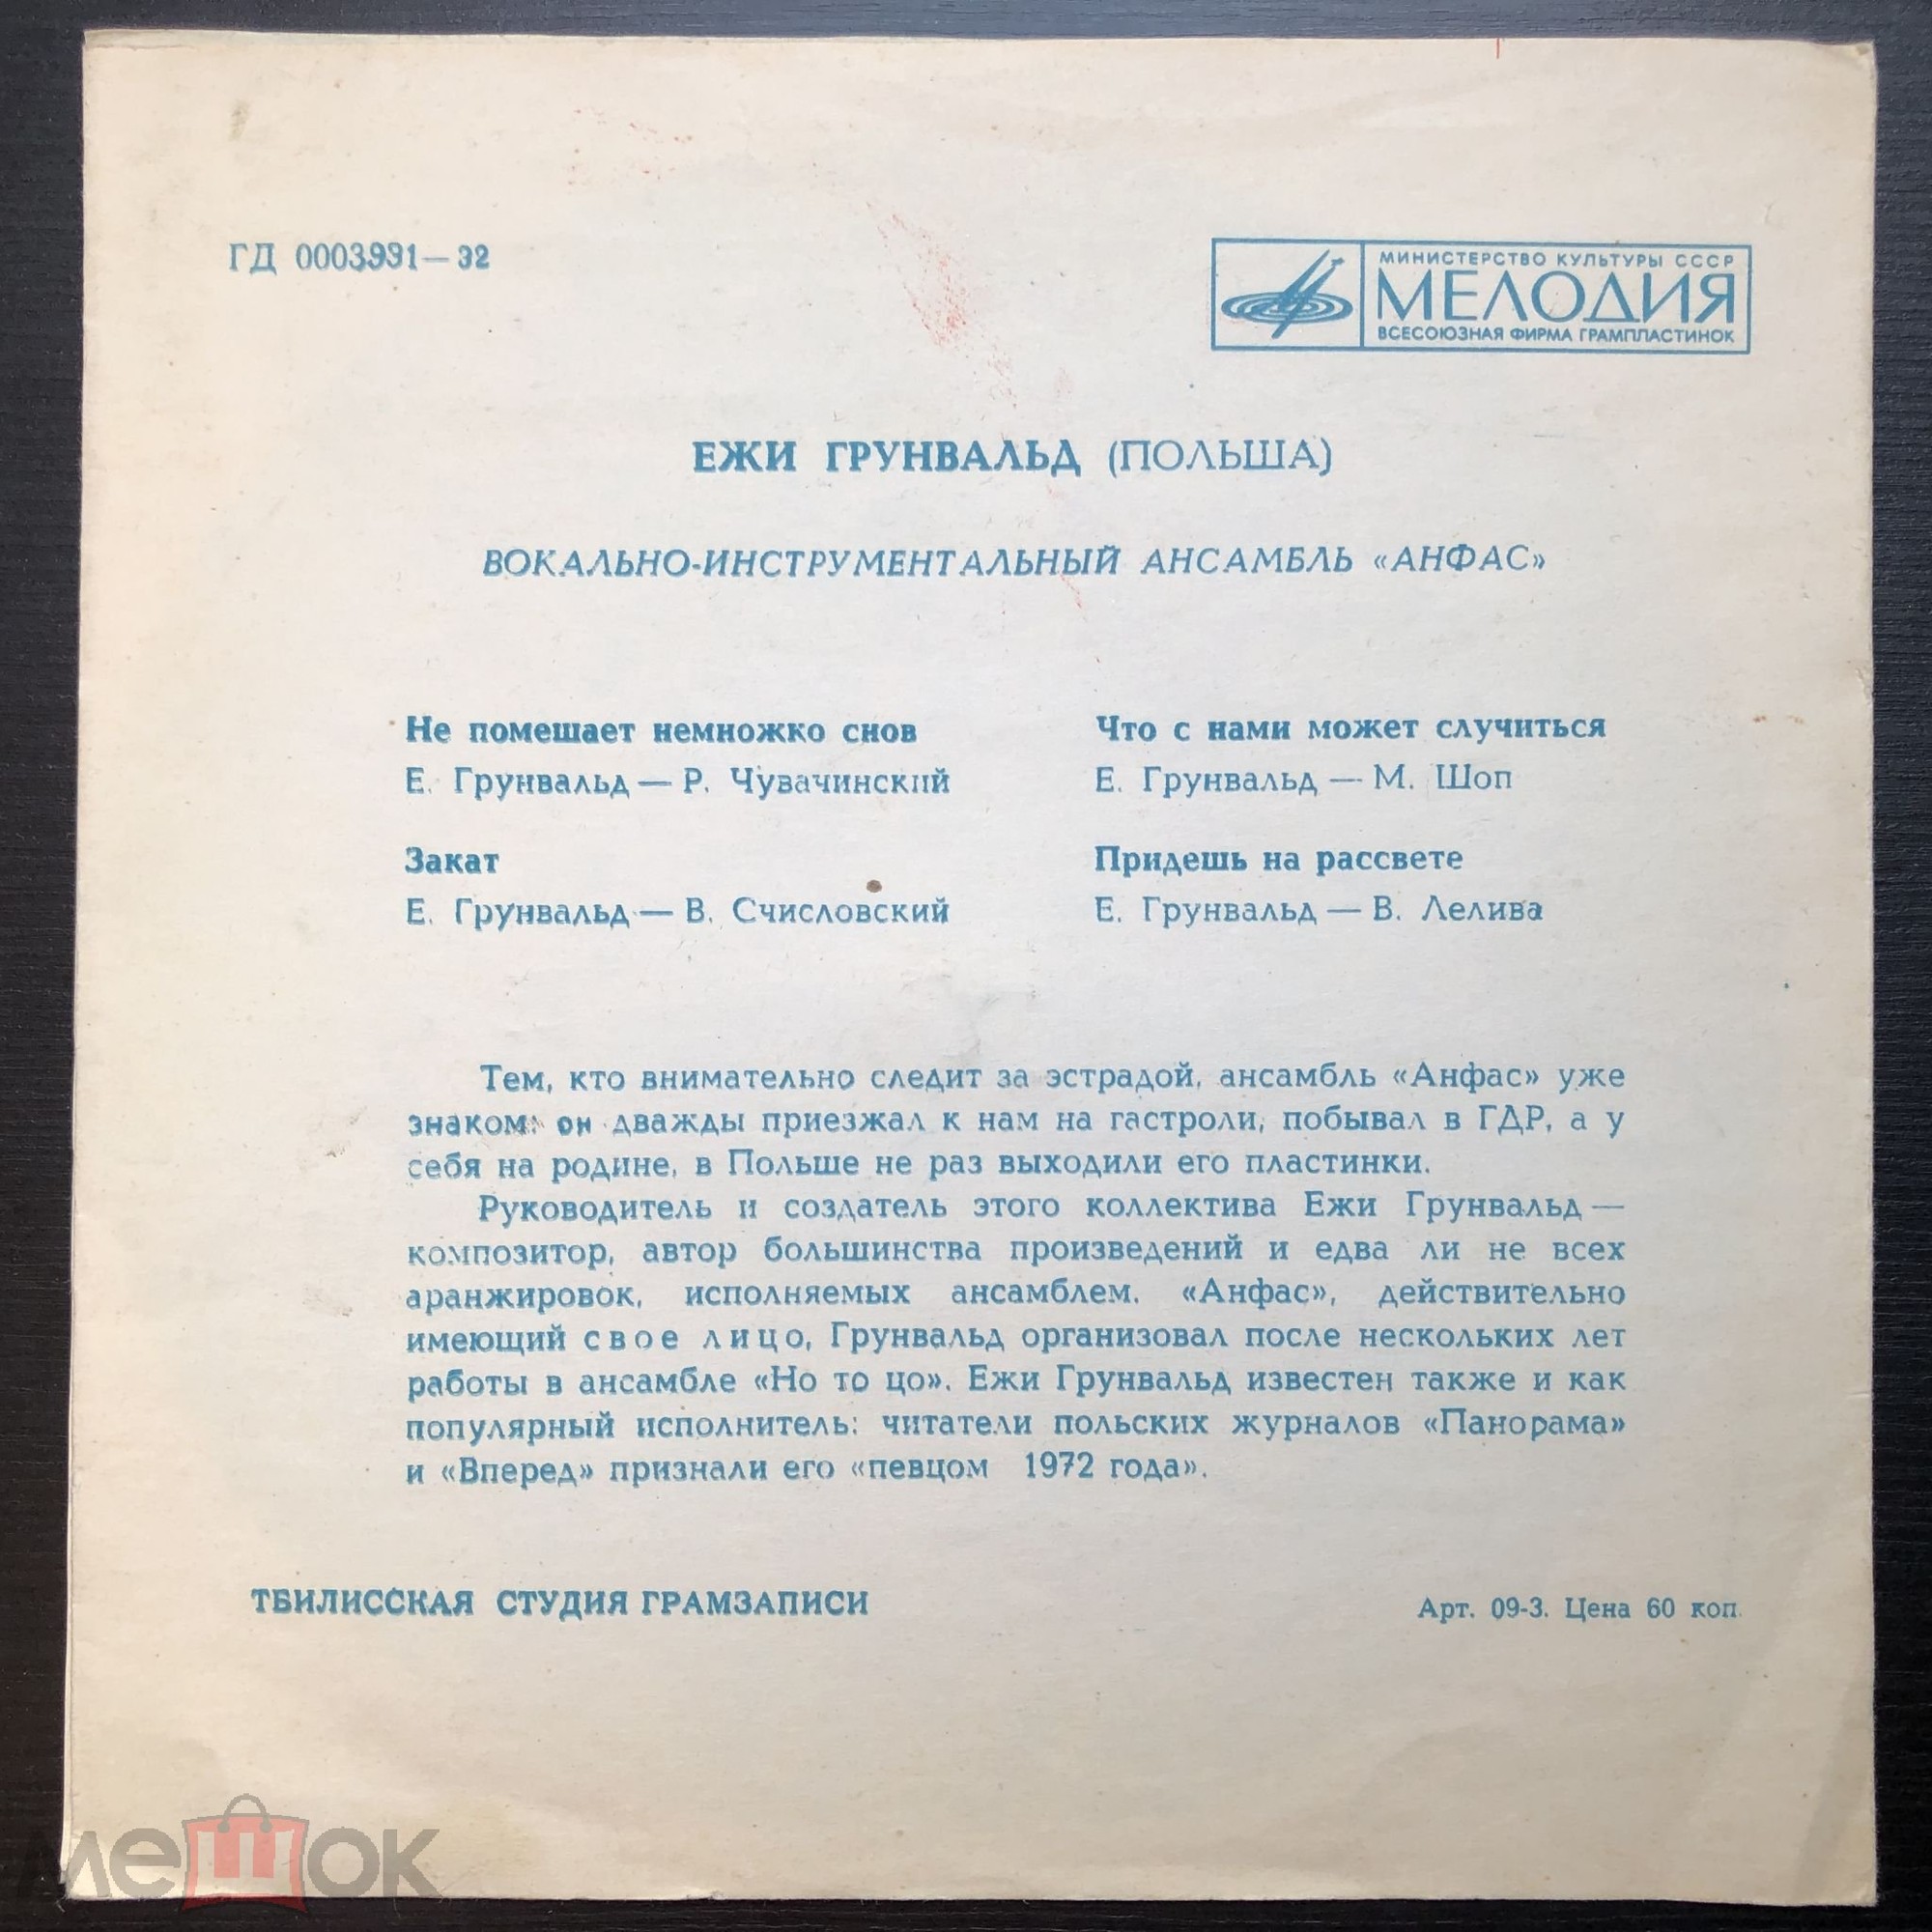 ГД 0003931—32
МИНИСТЕРСТВО КУЛЬТУРЫ СССР
МЕЛОДИЯ
ВСЕСОЮЗНАЯ ФИРМА ГРАМПЛАСТИНОК
ЕЖИ ГРУНВАЛЬД (ПОЛЬША)
ВОКАЛЬНО-ИНСТРУМЕНТАЛЬНЫЙ АНСАМБЛЬ «АНФАС»
Не помешает немножко снов
Е. Грунвальд — Р. Чувачинский
Закат
Е. Грунвальд — В. Счисловский
Что с нами может случиться
Е. Грунвальд — М. Шоп
Придешь на рассвете
Е. Грунвальд — В. Лелива
Тем, кто внимательно следит за эстрадой, ансамбль «Анфас» уже
знаком: он дважды приезжал к нам на гастроли, побывал в ГДР, а у
себя на родине, в Польше не раз выходили его пластинки.
Руководитель и создатель этого коллектива Ежи Грунвальд —
композитор, автор большинства произведений и едва ли не всех
аранжировок, исполняемых ансамблем. «Анфас», действительно
имеющий свое лицо, Грунвальд организовал после нескольких лет
работы в ансамбле «Но то цо». Ежи Грунвальд известен также и как
популярный исполнитель: читатели польских журналов «Панорама»
и «Вперед» признали его «певцом 1972 года».
ТБИЛИССКАЯ СТУДИЯ ГРАМЗАПИСИ
Арт. 09-3. Цена 60 коп.
мешок